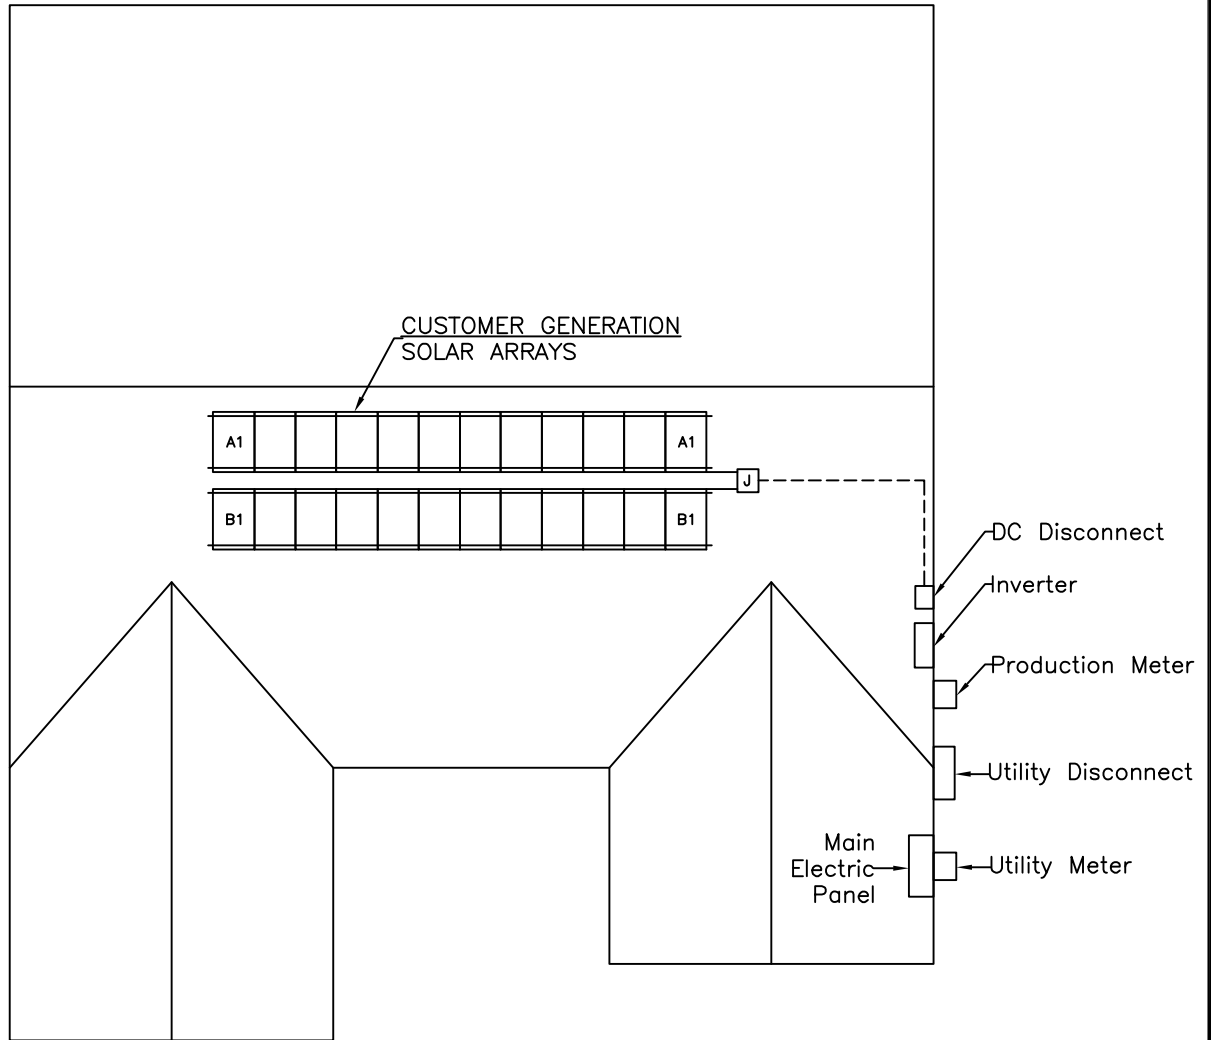 CUSTOMER GENERATION
SOLAR ARRAYS
A1
A1
J
B1
B1
DC Disconnect
Inverter
Production Meter
Utility Disconnect
Main
Electric
Panel
Utility Meter